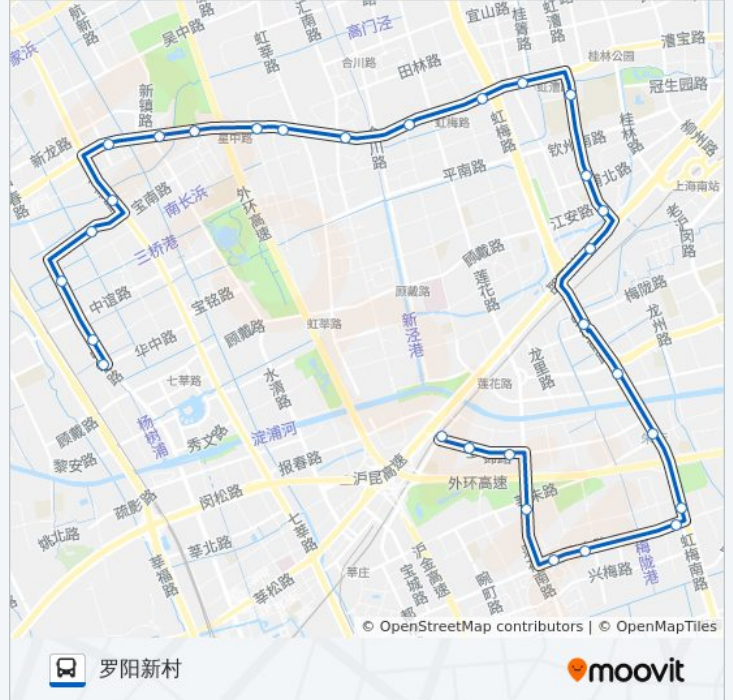 航新路
吴中路
虹莘路
汇南路
高门泾
合川路
田林路
宜山路
桂箐路
虹漕路
桂林公园
漕宝路
冠生园路
家浜
新镇路
星中路
虹梅路
虹梅路
钦州南路
桂林路
柳州路
新龙路
宝南路
南长浜
外环高速
平南路
浦北路
上海南站
江安路
老沪闵路
三桥港
顾戴路
莲花路
中谊路
宝铭路
顾戴路
虹莘路
顾戴路
新泾港
梅陇路
龙州路
华中路
七莘路
水清路
龙里路
莲花路
顾戴路
杨树浦
秀文路
淀浦河
黎安路
报春路
沪昆高速
外环高速
疏影路
闵松路
姚北路
莘北路
七莘路
莘福路
莘松路
莘庄
沪金高速
宝城路
畹町路
兴梅路
梅陇港
虹梅南路
© OpenStreetMap contributors | © OpenMapTiles
罗阳新村
moovit